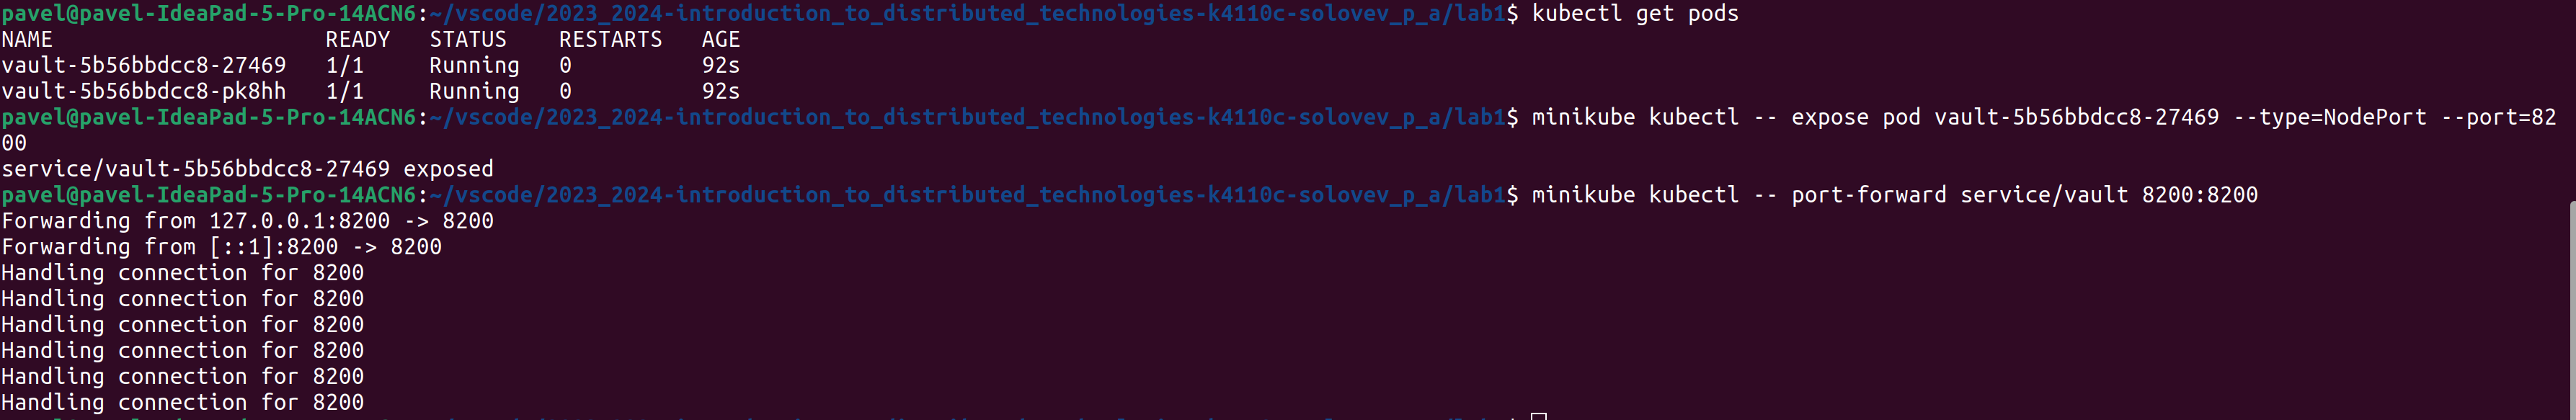 pavel@pavel-IdeaPad-5-Pro-14ACN6:~/vscode/2023_2024-introduction_to_distributed_technologies-k4110c-solovev_p_a/lab1$ kubectl get pods
NAME                     READY   STATUS    RESTARTS   AGE
vault-5b56bbdcc8-27469   1/1     Running   0          92s
vault-5b56bbdcc8-pk8hh   1/1     Running   0          92s
pavel@pavel-IdeaPad-5-Pro-14ACN6:~/vscode/2023_2024-introduction_to_distributed_technologies-k4110c-solovev_p_a/lab1$ minikube kubectl -- expose pod vault-5b56bbdcc8-27469 --type=NodePort --port=82
00
service/vault-5b56bbdcc8-27469 exposed
pavel@pavel-IdeaPad-5-Pro-14ACN6:~/vscode/2023_2024-introduction_to_distributed_technologies-k4110c-solovev_p_a/lab1$ minikube kubectl -- port-forward service/vault 8200:8200
Forwarding from 127.0.0.1:8200 -> 8200
Forwarding from [::1]:8200 -> 8200
Handling connection for 8200
Handling connection for 8200
Handling connection for 8200
Handling connection for 8200
Handling connection for 8200
Handling connection for 8200